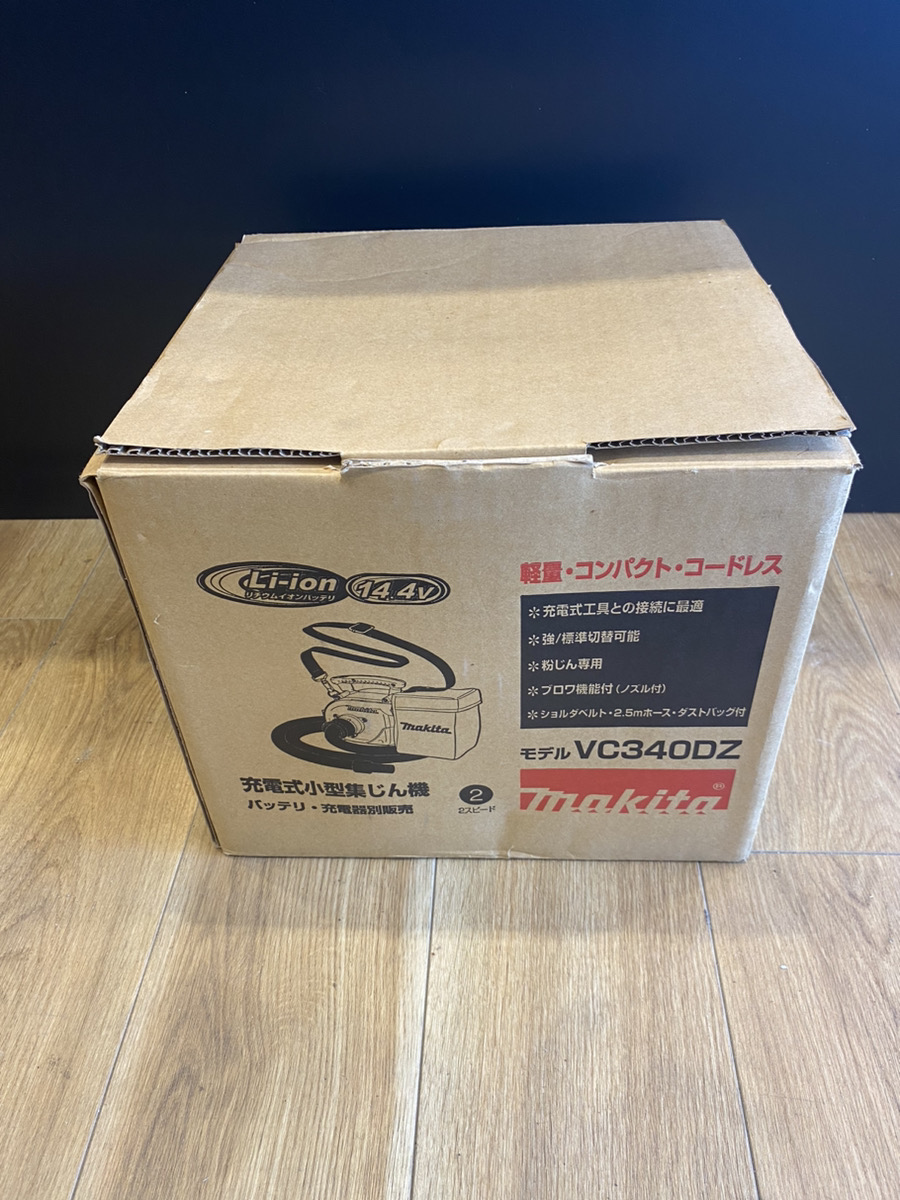 Li-ion
リチウムイオンバッテリ
14.4V
makita
makita
充電式小型集じん機
バッテリ・充電器別販売
2
2スピード
軽量・コンパクト・コードレス
＊充電式工具との接続に最適
＊強/標準切替可能
＊粉じん専用
＊ブロワ機能付(ノズル付)
＊ショルダベルト・2.5mホース・ダストバッグ付
モデル VC340DZ
makita®